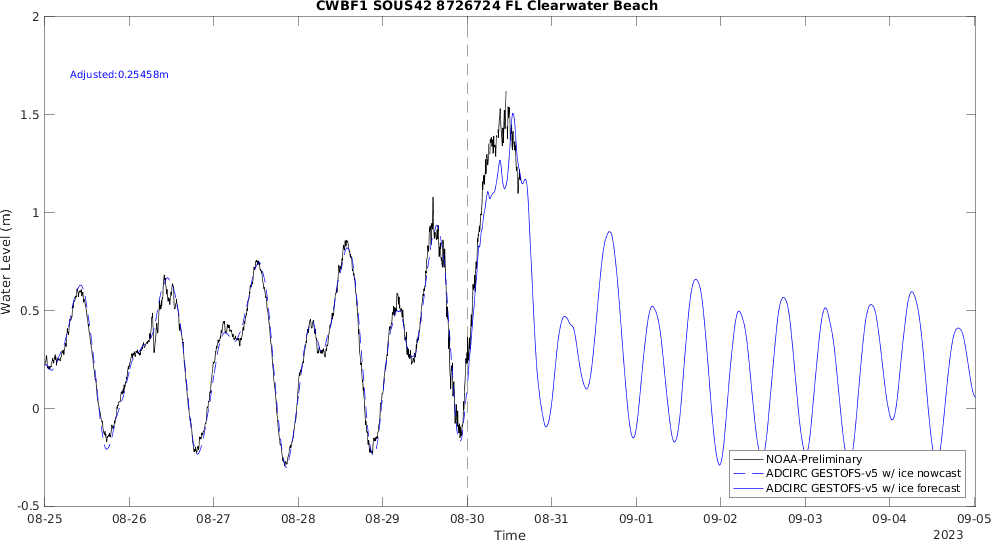 CWBF1 SOUS42 8726724 FL Clearwater Beach
2
Adjusted:0.25458m
1.5
1
Water Level (m)
0.5
0
NOAA-Preliminary
ADCIRC GESTOFS-v5 w/ ice nowcast
ADCIRC GESTOFS-v5 w/ ice forecast
-0.5
08-25 08-26 08-27 08-28 08-29 08-30 08-31 09-01 09-02 09-03 09-04 09-05
Time
2023